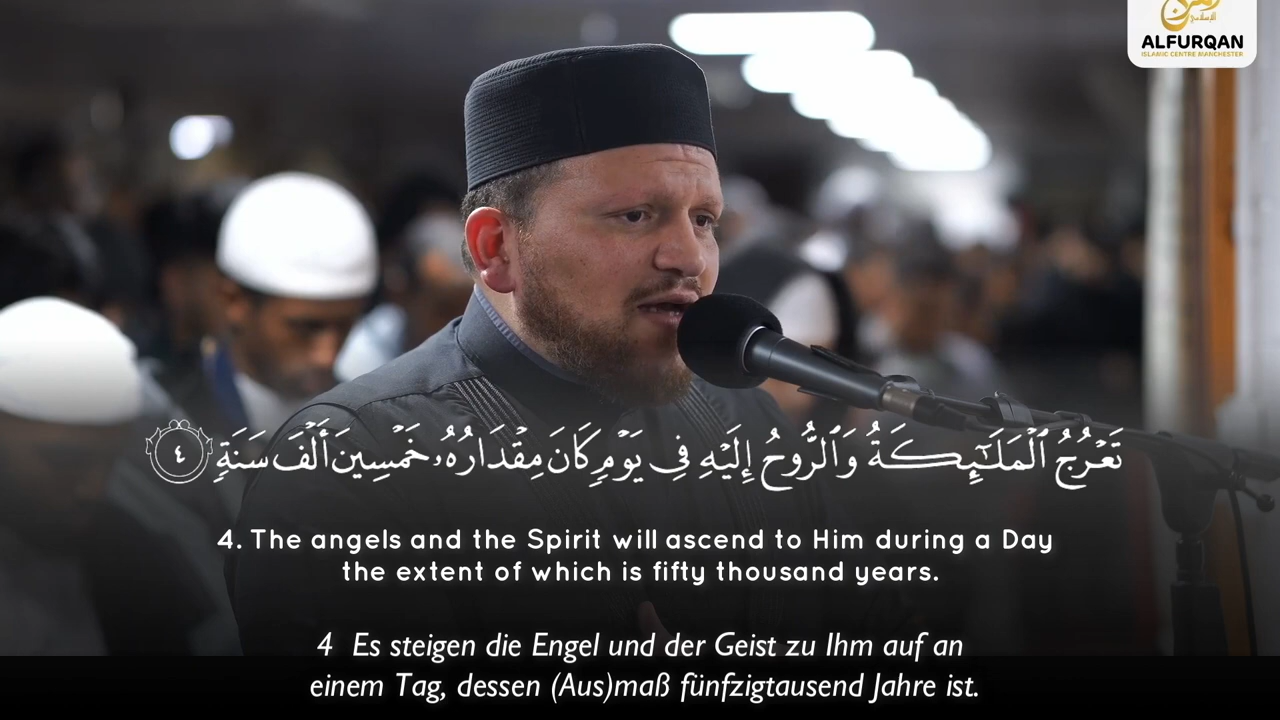 ALFURQAN
ISLAMIC CENTRE MANCHESTER
تَعْرُجُ ٱلْمَلَـٰٓئِكَةُ وَٱلرُّوحُ إِلَيْهِ فِى يَوْمٍ كَانَ مِقْدَارُهُۥ خَمْسِينَ أَلْفَ سَنَةٍ ٤
4. The angels and the Spirit will ascend to Him during a Day
the extent of which is fifty thousand years.
4 Es steigen die Engel und der Geist zu Ihm auf an
einem Tag, dessen (Aus)maß fünfzigtausend Jahre ist.